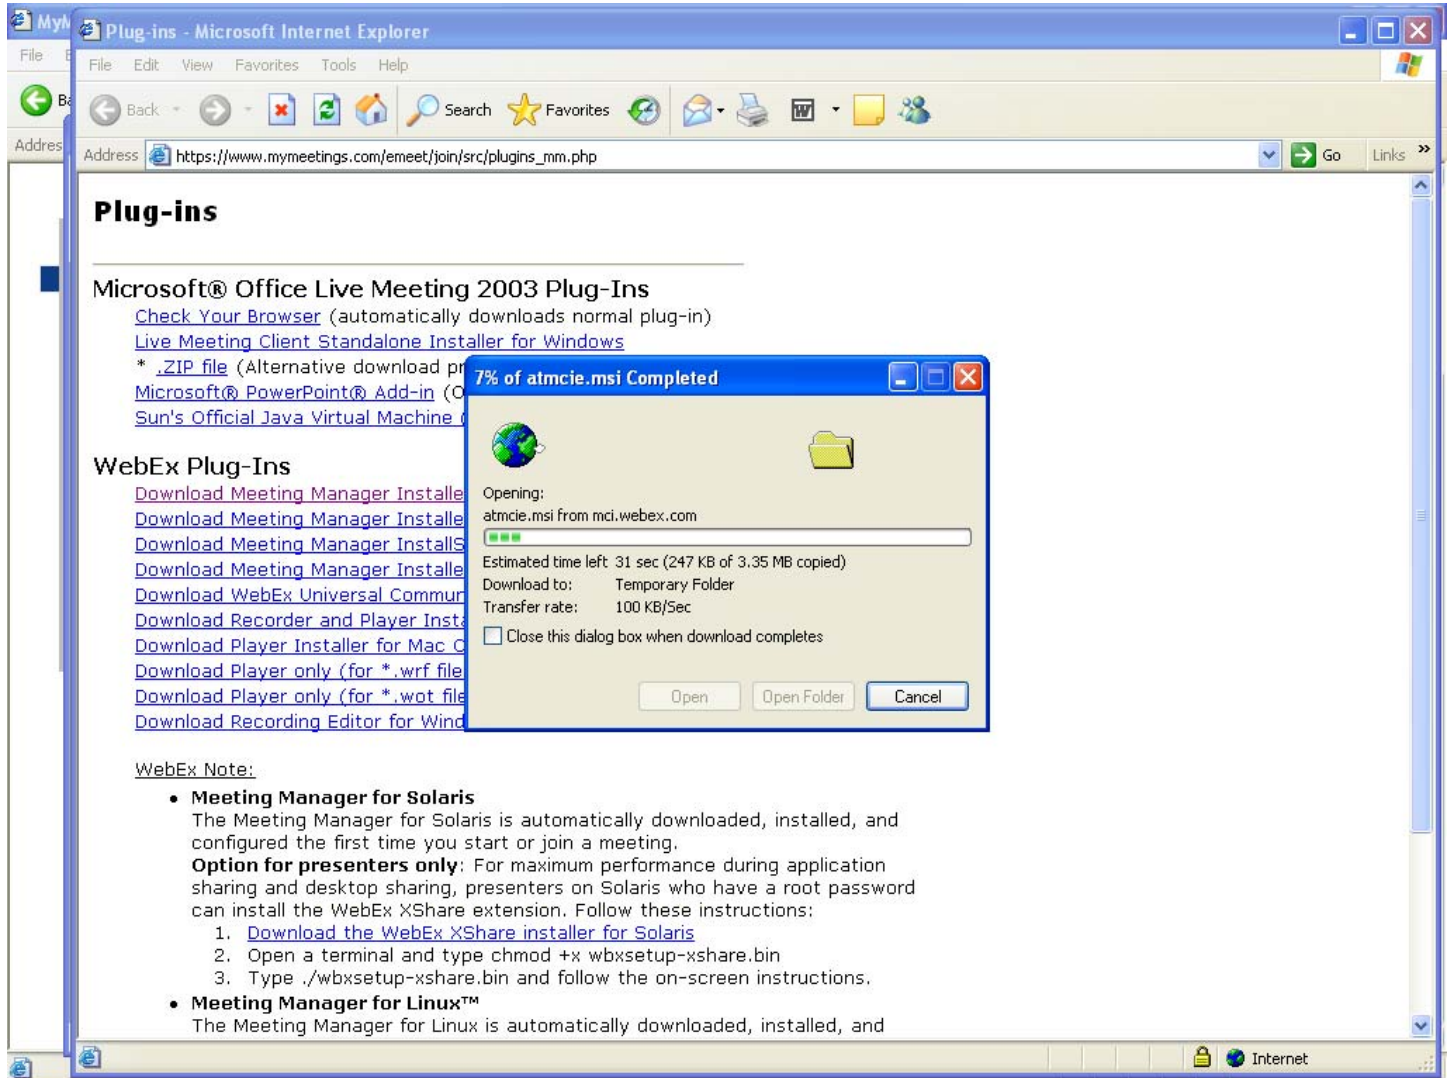 MyM
Plug-ins - Microsoft Internet Explorer
File E
File Edit View Favorites Tools Help
Ba
Back Search Favorites
Addres
Address https://www.mymeetings.com/emeet/join/src/plugins_mm.php Go Links »
Plug-ins
Microsoft® Office Live Meeting 2003 Plug-Ins
Check Your Browser (automatically downloads normal plug-in)
Live Meeting Client Standalone Installer for Windows
* .ZIP file (Alternative download pr
Microsoft® PowerPoint® Add-in (O
Sun's Official Java Virtual Machine (
WebEx Plug-Ins
Download Meeting Manager Installe
Download Meeting Manager Installe
Download Meeting Manager InstallS
Download Meeting Manager Installe
Download WebEx Universal Commun
Download Recorder and Player Insta
Download Player Installer for Mac O
Download Player only (for *.wrf file
Download Player only (for *.wot file
Download Recording Editor for Wind
7% of atmcie.msi Completed
Opening:
atmcie.msi from mci.webex.com
Estimated time left 31 sec (247 KB of 3.35 MB copied)
Download to: Temporary Folder
Transfer rate: 100 KB/Sec
Close this dialog box when download completes
Open Open Folder Cancel
WebEx Note:
• Meeting Manager for Solaris
The Meeting Manager for Solaris is automatically downloaded, installed, and
configured the first time you start or join a meeting.
Option for presenters only: For maximum performance during application
sharing and desktop sharing, presenters on Solaris who have a root password
can install the WebEx XShare extension. Follow these instructions:
1. Download the WebEx XShare installer for Solaris
2. Open a terminal and type chmod +x wbxsetup-xshare.bin
3. Type ./wbxsetup-xshare.bin and follow the on-screen instructions.
• Meeting Manager for Linux™
The Meeting Manager for Linux is automatically downloaded, installed, and
Internet